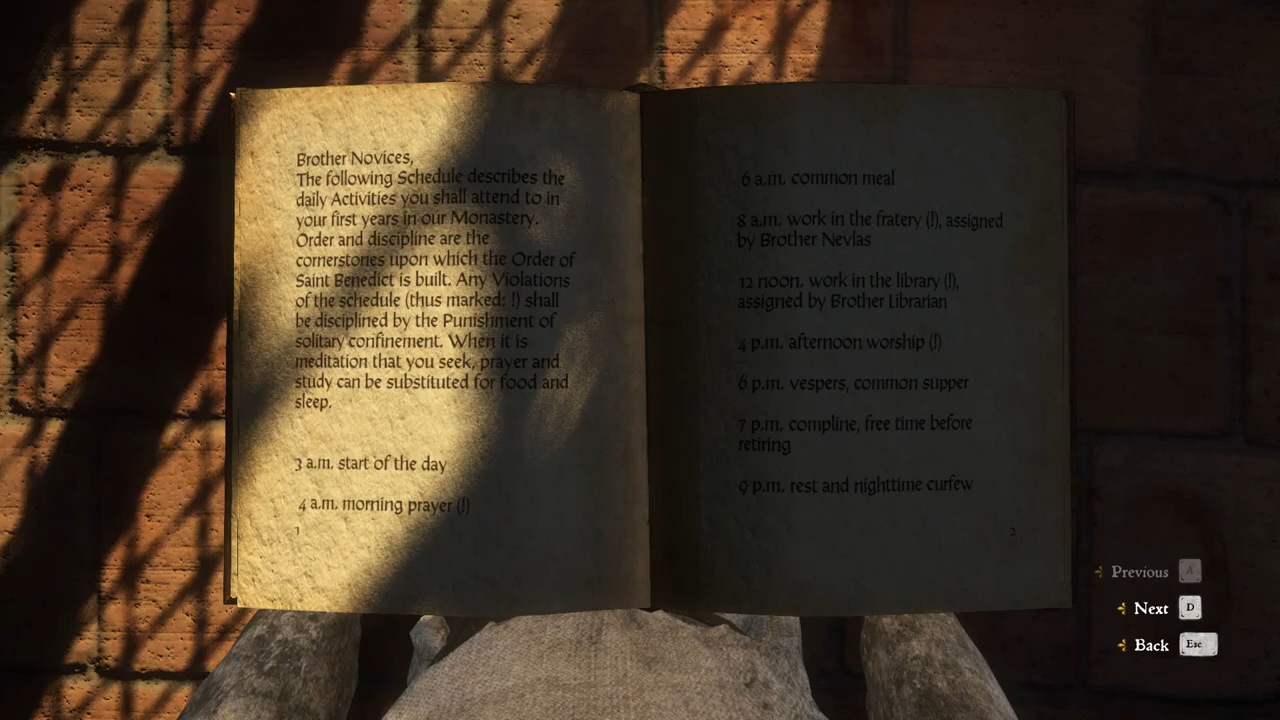 Brother Novices,
The following Schedule describes the
daily Activities you shall attend to in
your first years in our Monastery.
Order and discipline are the
cornerstones upon which the Order of
Saint Benedict is built. Any Violations
of the schedule (thus marked: !) shall
be disciplined by the Punishment of
solitary confinement. When it is
meditation that you seek, prayer and
study can be substituted for food and
sleep.
3 a.m. start of the day
4 a.m. morning prayer (!)
1
6 a.m. common meal
8 a.m. work in the fratery (!), assigned
by Brother Nevlas
12 noon. work in the library (!),
assigned by Brother Librarian
4 p.m. afternoon worship (!)
6 p.m. vespers, common supper
7 p.m. compline, free time before
retiring
9 p.m. rest and nighttime curfew
2
Previous A
Next D
Back Esc